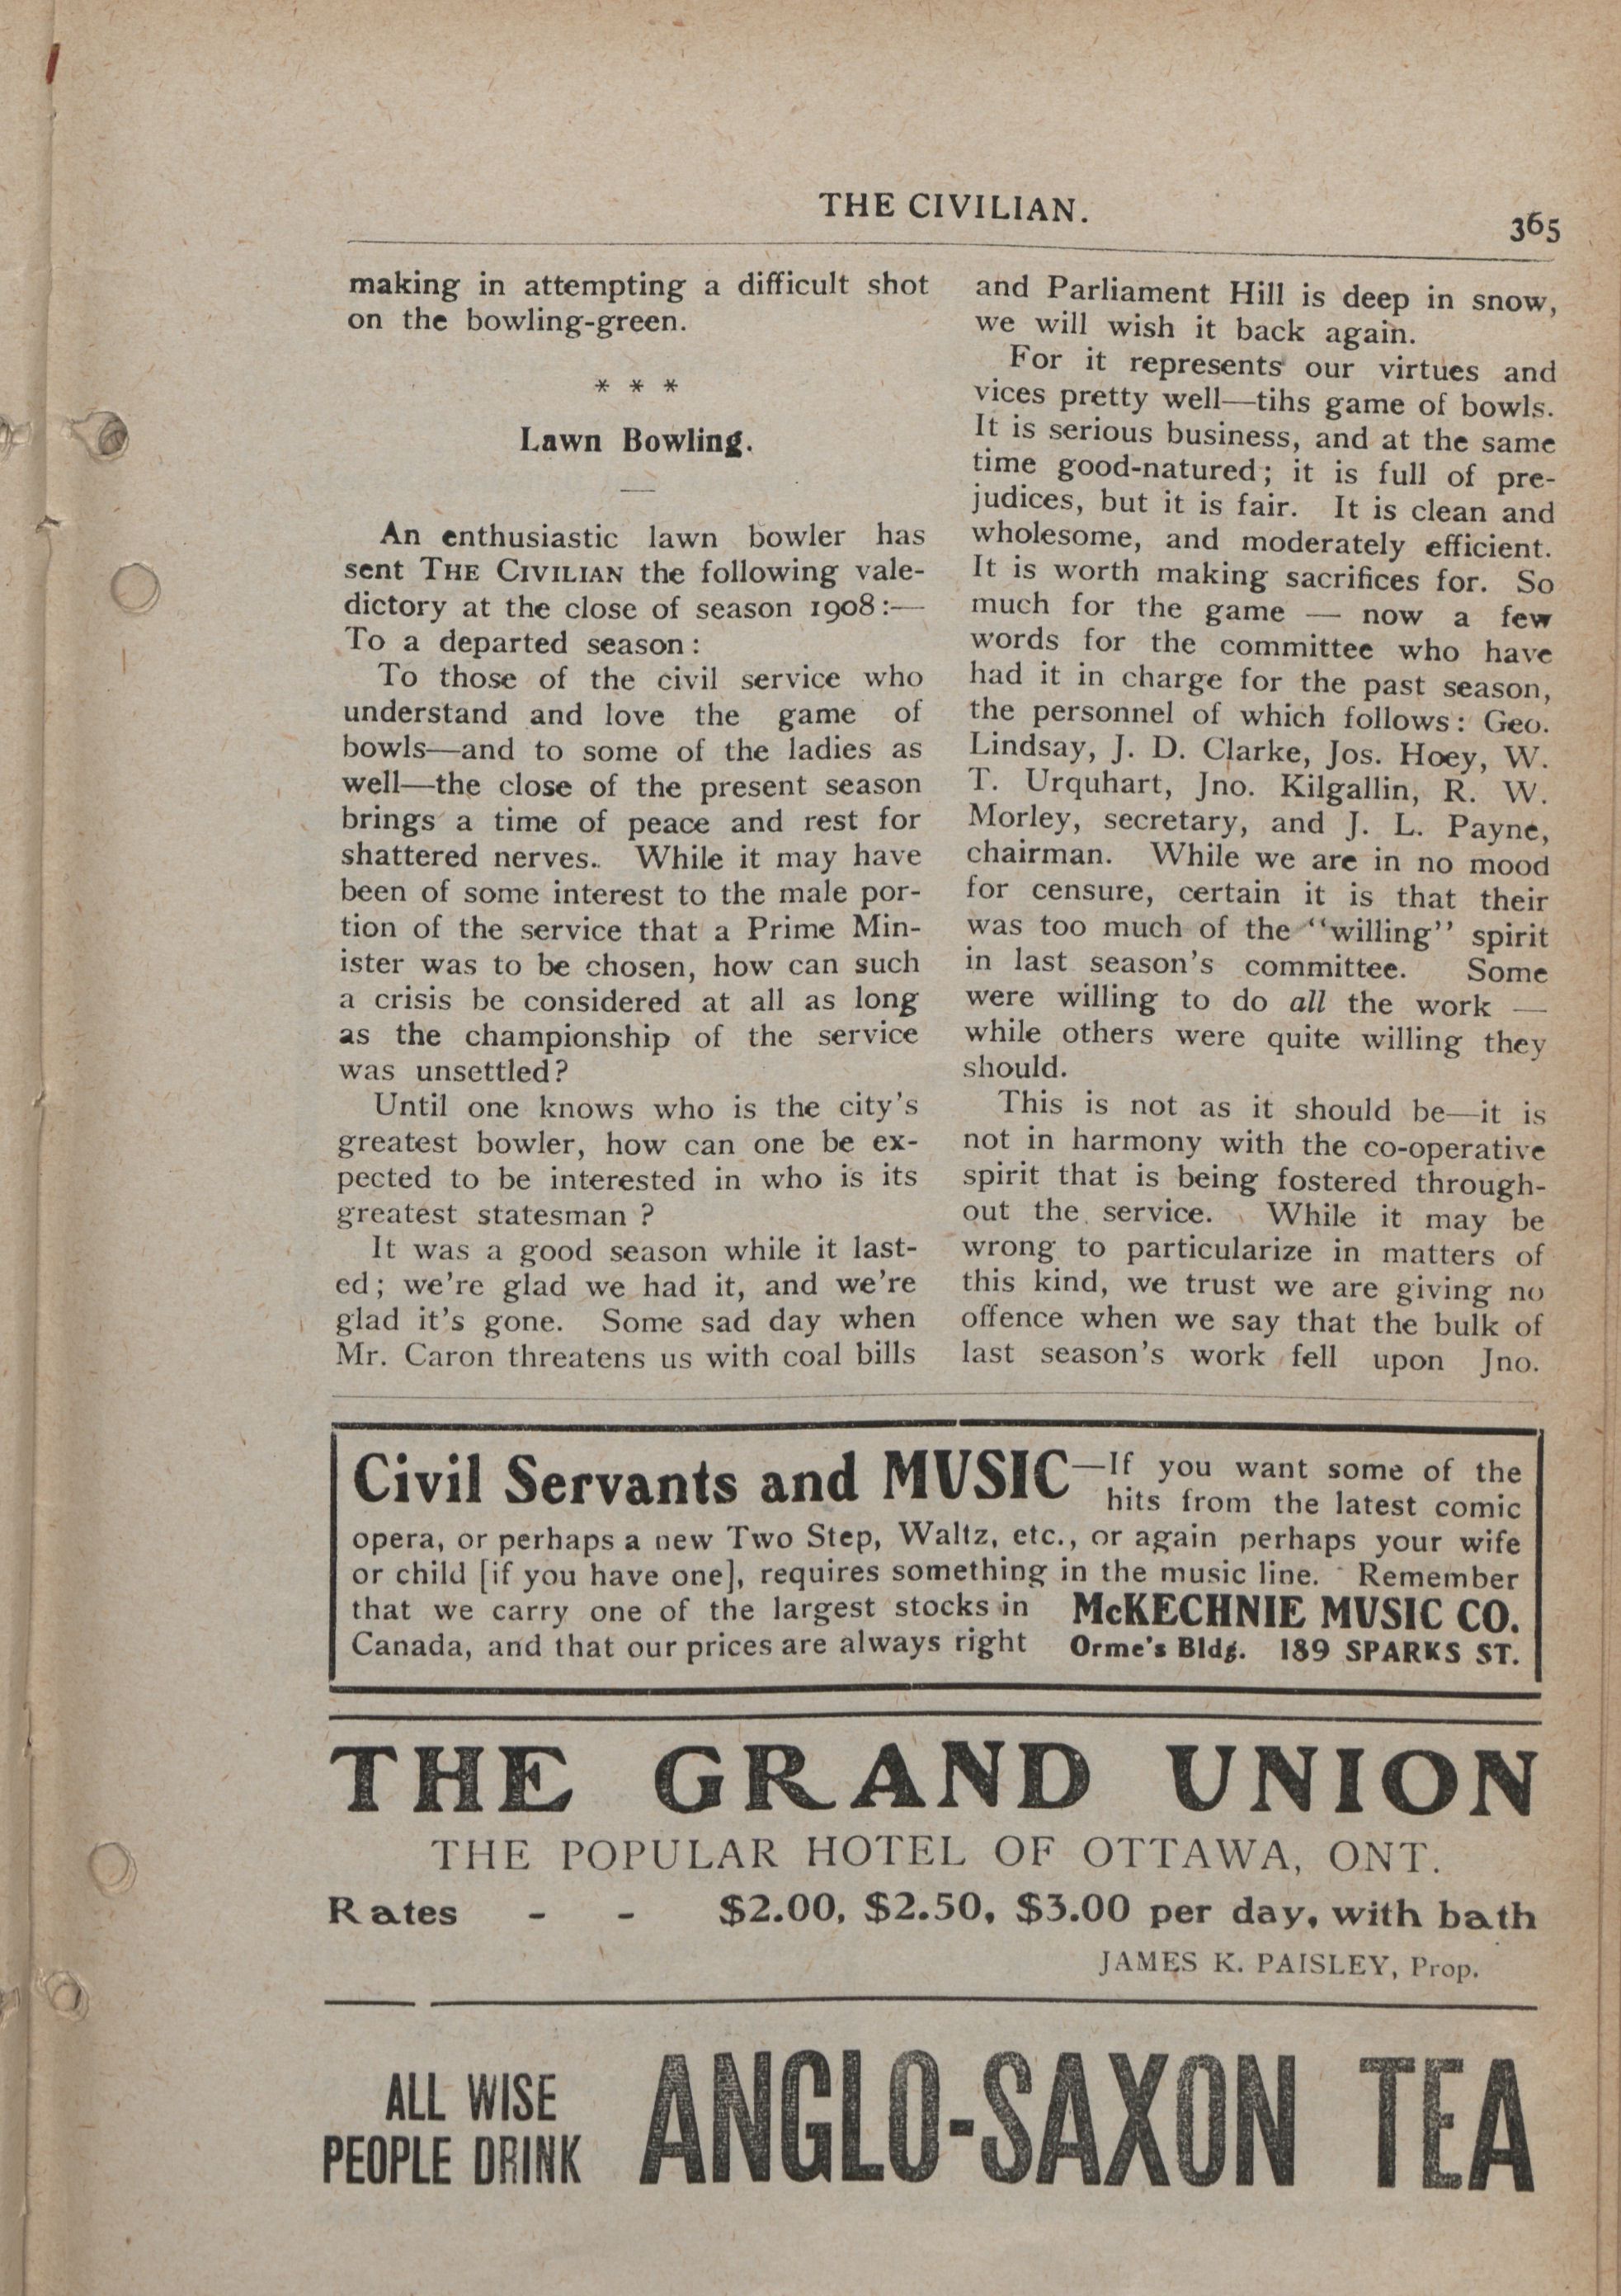 THE CIVILIAN.
365
making in attempting a difficult shot
on the bowling-green.
* * *
Lawn Bowling.
An enthusiastic lawn bowler has
sent THE CIVILIAN the following vale-
dictory at the close of season 1908:—
To a departed season:
To those of the civil service who
understand and love the game of
bowls—and to some of the ladies as
well—the close of the present season
brings a time of peace and rest for
shattered nerves.. While it may have
been of some interest to the male por-
tion of the service that a Prime Min-
ister was to be chosen, how can such
a crisis be considered at all as long
as the championship of the service
was unsettled?
Until one knows who is the city's
greatest bowler, how can one be ex-
pected to be interested in who is its
greatest statesman ?
It was a good season while it last-
ed; we're glad we had it, and we're
glad it's gone. Some sad day when
Mr. Caron threatens us with coal bills
and Parliament Hill is deep in snow,
we will wish it back again.
For it represents our virtues and
vices pretty well—tihs game of bowls.
It is serious business, and at the same
time good-natured; it is full of pre-
judices, but it is fair. It is clean and
wholesome, and moderately efficient.
It is worth making sacrifices for. So
much for the game — now a few
words for the committee who have
had it in charge for the past season,
the personnel of which follows: Geo.
Lindsay, J. D. Clarke, Jos. Hoey, W.
T. Urquhart, Jno. Kilgallin, R. W.
Morley, secretary, and J. L. Payne,
chairman. While we are in no mood
for censure, certain it is that their
was too much of the "willing" spirit
in last season's committee. Some
were willing to do all the work —
while others were quite willing they
should.
This is not as it should be—it is
not in harmony with the co-operative
spirit that is being fostered through-
out the service. While it may be
wrong to particularize in matters of
this kind, we trust we are giving no
offence when we say that the bulk of
last season's work fell upon Jno.
Civil Servants and MUSIC—If you want some of the
hits from the latest comic
opera, or perhaps a new Two Step, Waltz, etc., or again perhaps your wife
or child [if you have one], requires something in the music line. Remember
that we carry one of the largest stocks in McKECHNIE MUSIC CO.
Canada, and that our prices are always right Orme's Bldg. 189 SPARKS ST.
THE GRAND UNION
THE POPULAR HOTEL OF OTTAWA, ONT.
Rates - - $2.00, $2.50, $3.00 per day, with bath
JAMES K. PAISLEY, Prop.
ALL WISE
PEOPLE DRINK
ANGLO-SAXON TEA